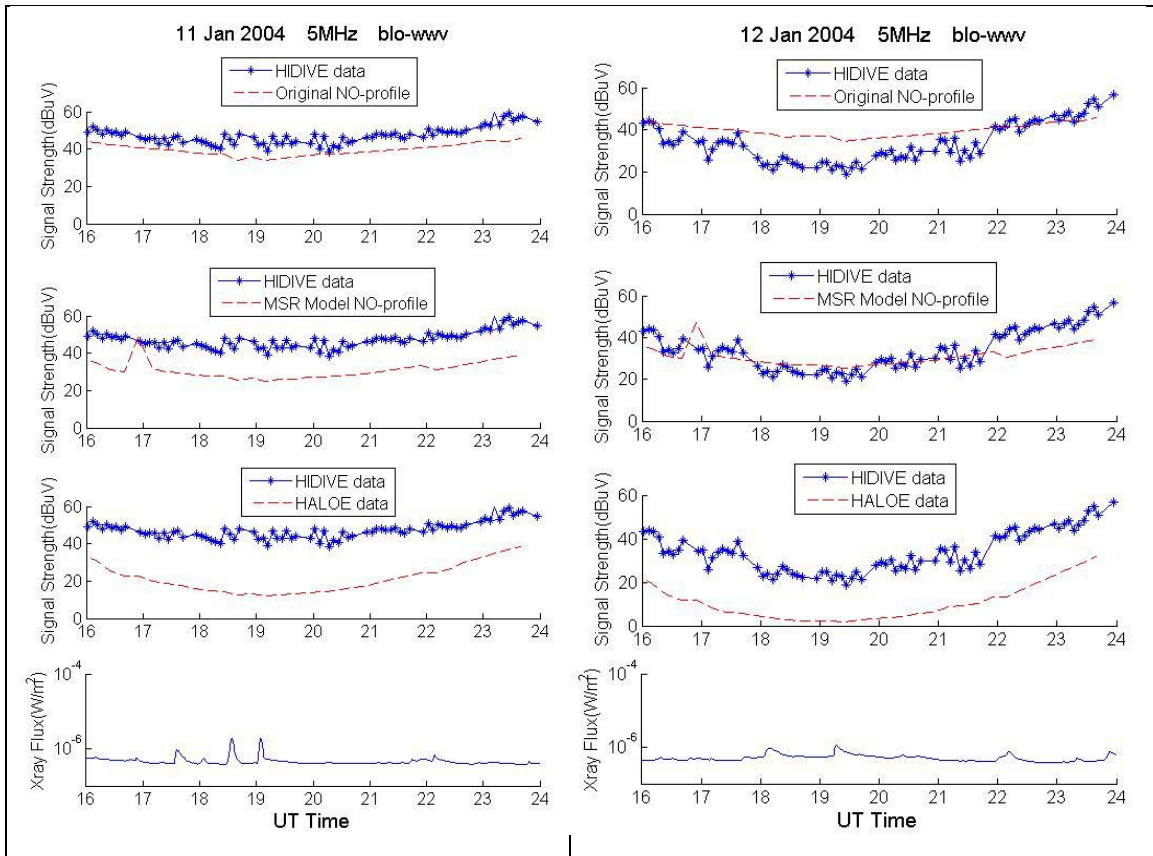 11 Jan 2004 5MHz blo-wwv
HIDIVE data
Original NO-profile
Signal Strength(dBuV)
60
40
20
0
16 17 18 19 20 21 22 23 24
HIDIVE data
MSR Model NO-profile
Signal Strength(dBuV)
60
40
20
0
16 17 18 19 20 21 22 23 24
HIDIVE data
HALOE data
Signal Strength(dBuV)
60
40
20
0
16 17 18 19 20 21 22 23 24
Xray Flux(W/m²)
10⁻⁴
10⁻⁶
16 17 18 19 20 21 22 23 24
UT Time
12 Jan 2004 5MHz blo-wwv
HIDIVE data
Original NO-profile
Signal Strength(dBuV)
60
40
20
0
16 17 18 19 20 21 22 23 24
HIDIVE data
MSR Model NO-profile
Signal Strength(dBuV)
60
40
20
0
16 17 18 19 20 21 22 23 24
HIDIVE data
HALOE data
Signal Strength(dBuV)
60
40
20
0
16 17 18 19 20 21 22 23 24
Xray Flux(W/m²)
10⁻⁴
10⁻⁶
16 17 18 19 20 21 22 23 24
UT Time